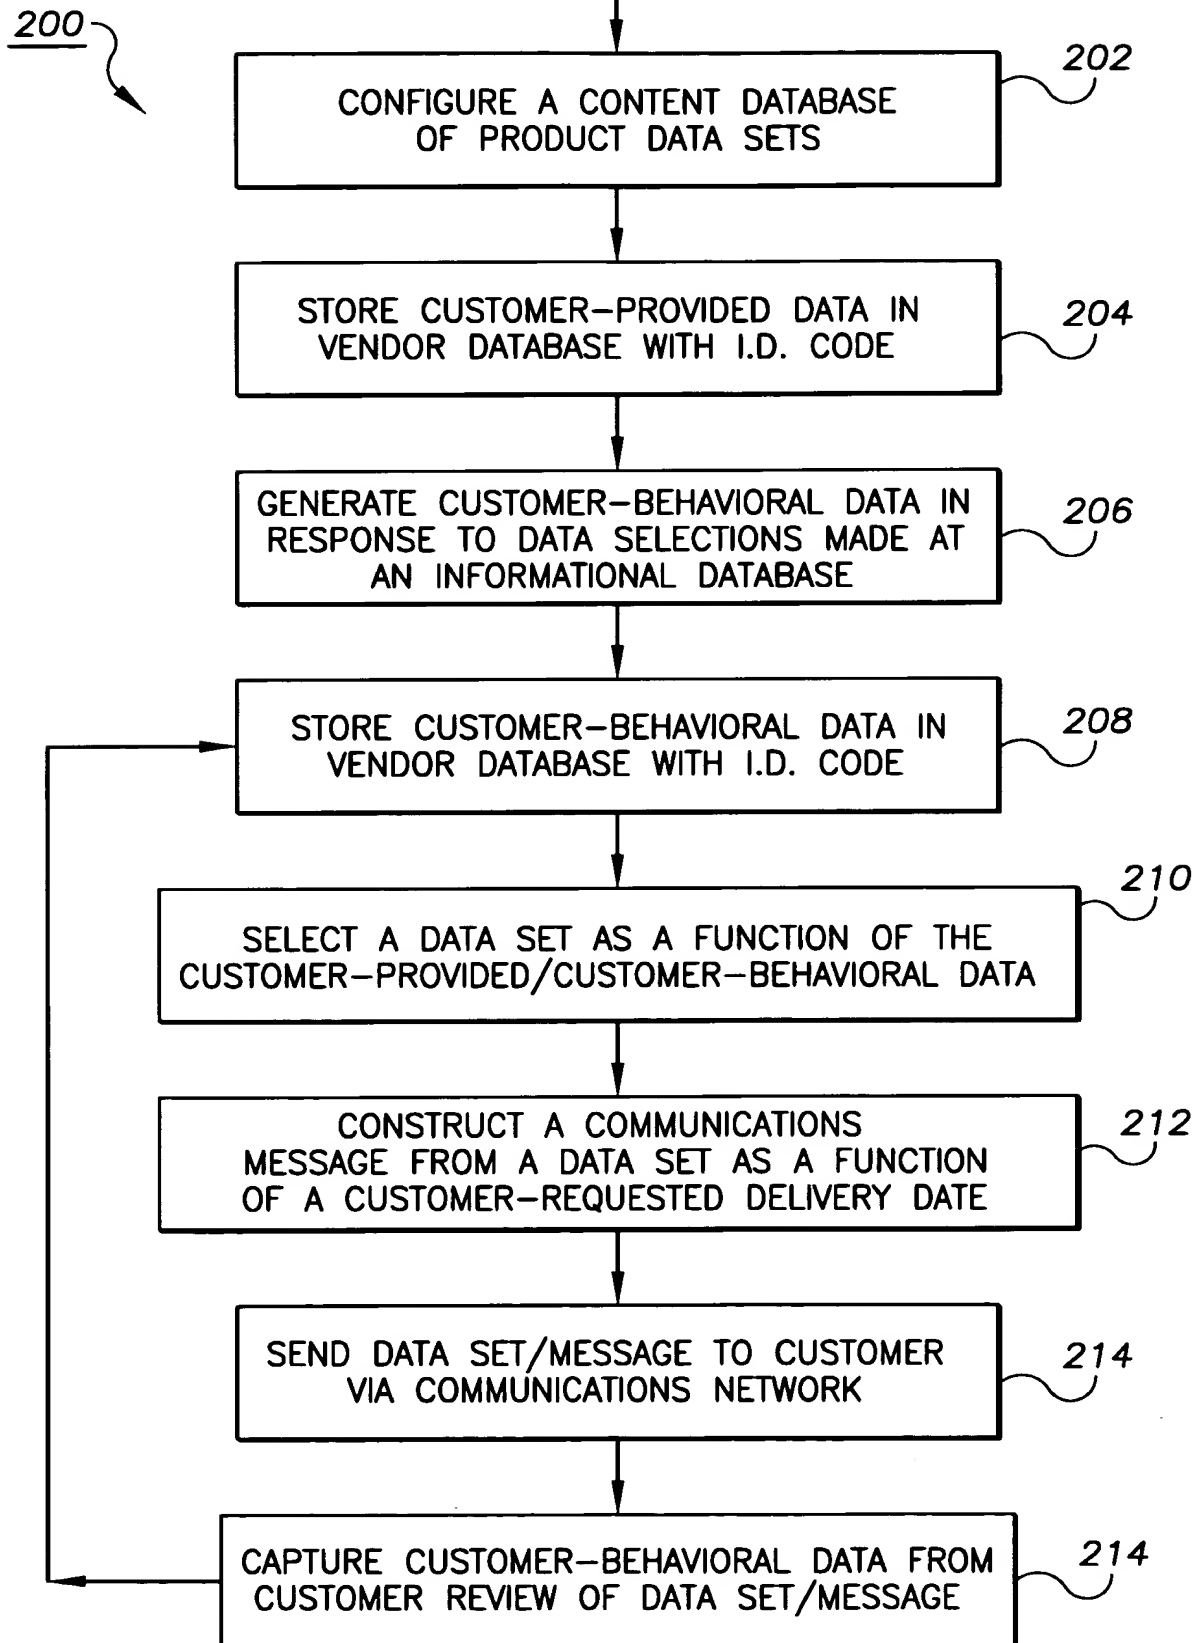 200
202
CONFIGURE A CONTENT DATABASE
OF PRODUCT DATA SETS
204
STORE CUSTOMER-PROVIDED DATA IN
VENDOR DATABASE WITH I.D. CODE
206
GENERATE CUSTOMER-BEHAVIORAL DATA IN
RESPONSE TO DATA SELECTIONS MADE AT
AN INFORMATIONAL DATABASE
208
STORE CUSTOMER-BEHAVIORAL DATA IN
VENDOR DATABASE WITH I.D. CODE
210
SELECT A DATA SET AS A FUNCTION OF THE
CUSTOMER-PROVIDED/CUSTOMER-BEHAVIORAL DATA
212
CONSTRUCT A COMMUNICATIONS
MESSAGE FROM A DATA SET AS A FUNCTION
OF A CUSTOMER-REQUESTED DELIVERY DATE
214
SEND DATA SET/MESSAGE TO CUSTOMER
VIA COMMUNICATIONS NETWORK
214
CAPTURE CUSTOMER-BEHAVIORAL DATA FROM
CUSTOMER REVIEW OF DATA SET/MESSAGE